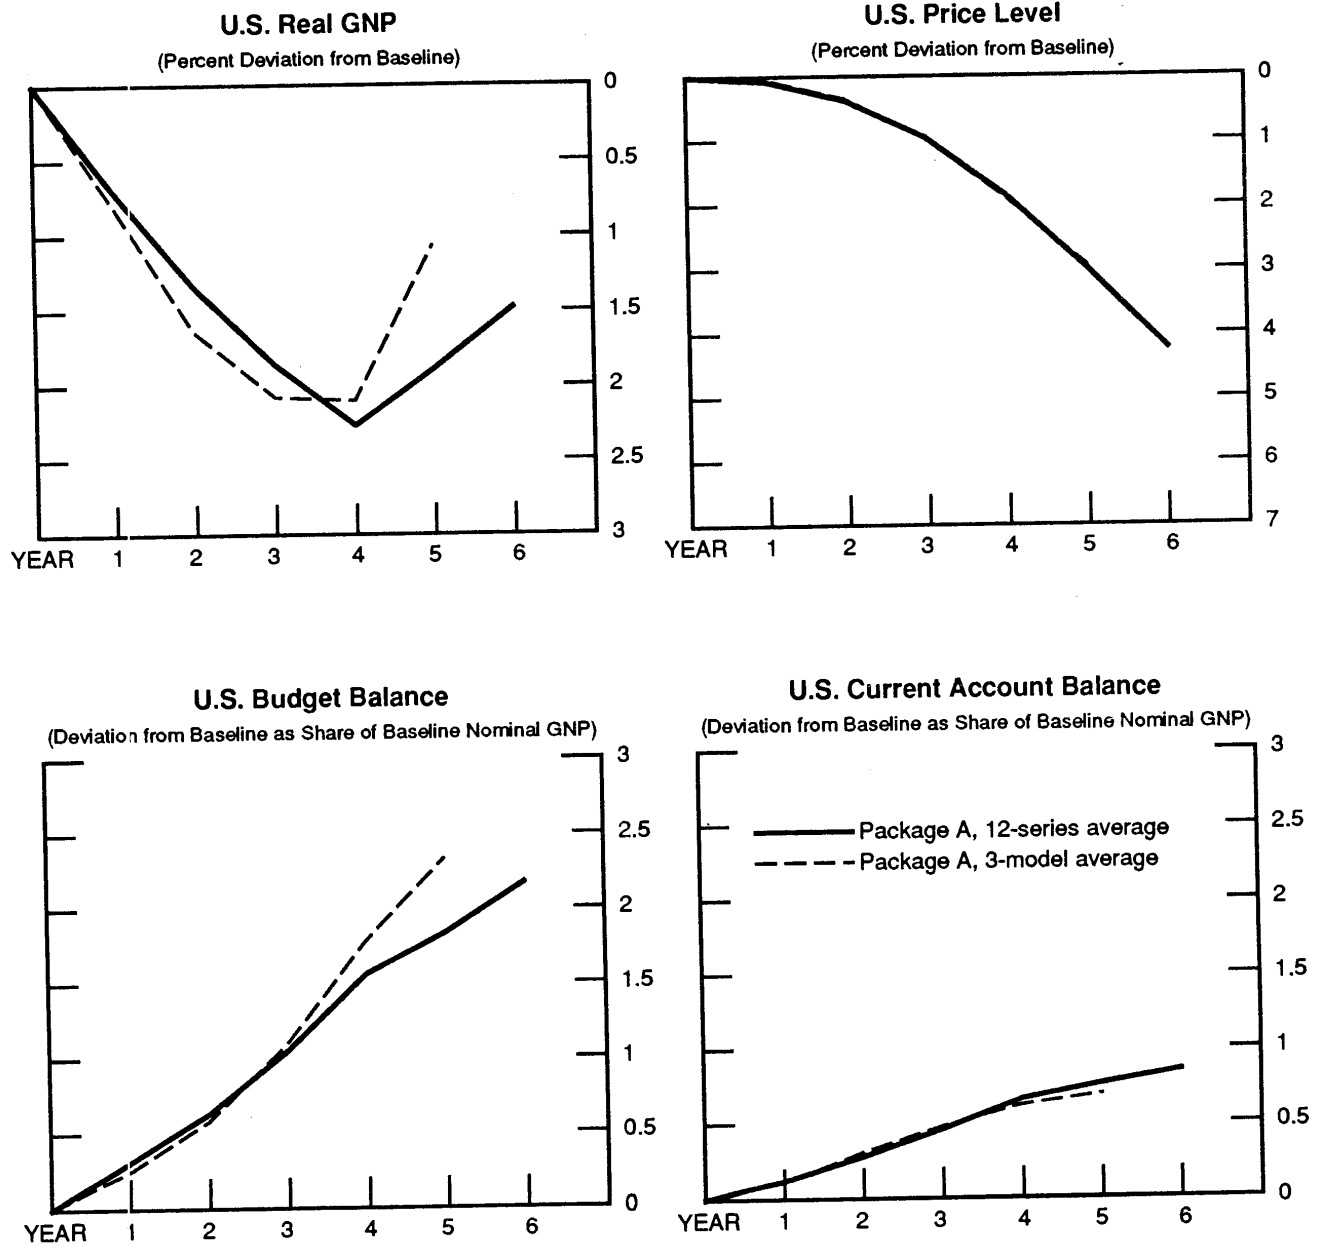 U.S. Real GNP
(Percent Deviation from Baseline)
0
0.5
1
1.5
2
2.5
3
YEAR 1 2 3 4 5 6
U.S. Price Level
(Percent Deviation from Baseline)
0
1
2
3
4
5
6
7
YEAR 1 2 3 4 5 6
U.S. Budget Balance
(Deviation from Baseline as Share of Baseline Nominal GNP)
3
2.5
2
1.5
1
0.5
0
YEAR 1 2 3 4 5 6
U.S. Current Account Balance
(Deviation from Baseline as Share of Baseline Nominal GNP)
3
2.5
Package A, 12-series average
Package A, 3-model average
2
1.5
1
0.5
0
YEAR 1 2 3 4 5 6